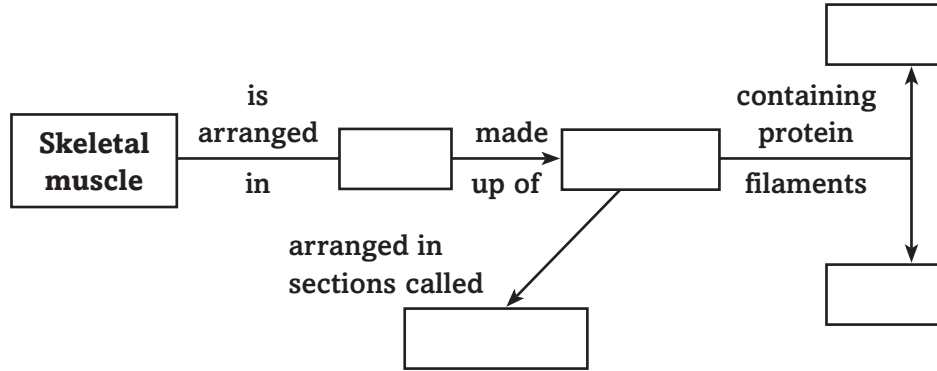 Skeletal
muscle
is
arranged
in
made
up of
containing
protein
filaments
arranged in
sections called